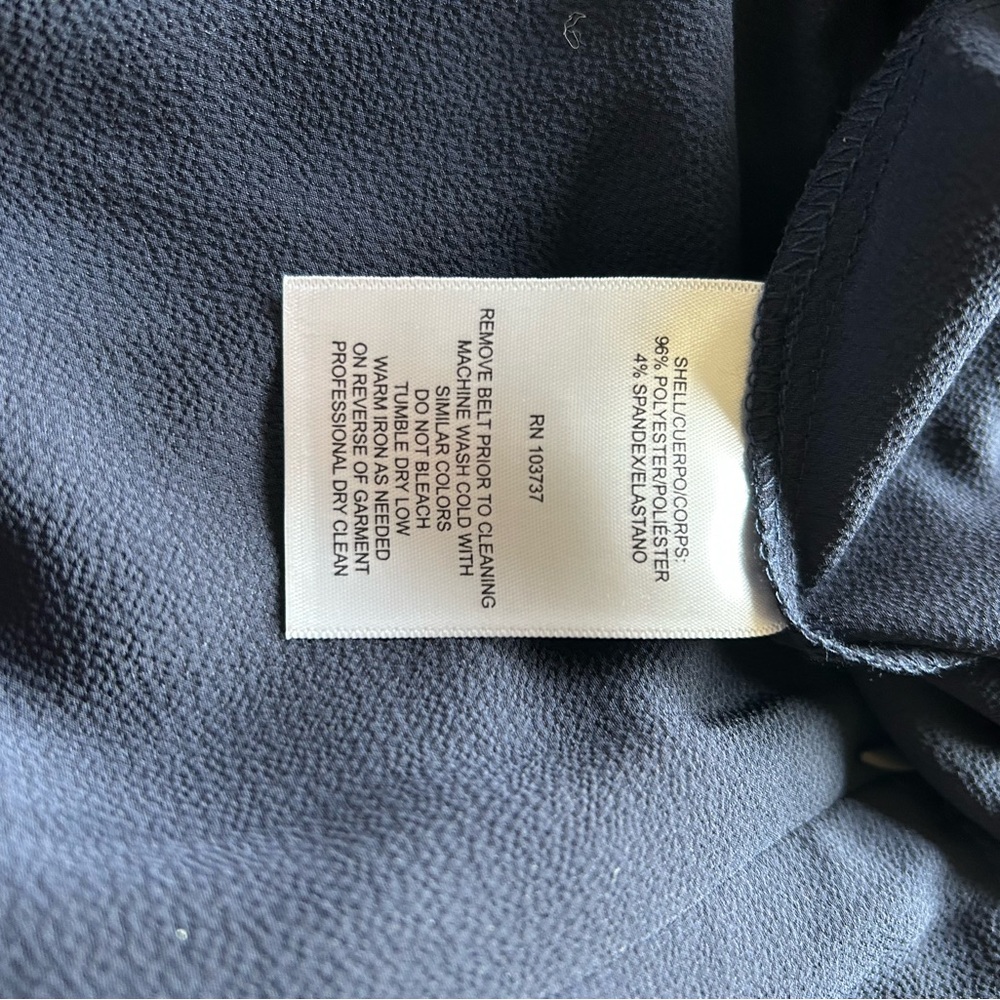 SHELL/CUERPO/CORPS:
96% POLYESTER/POLIÉSTER
4% SPANDEX/ELASTANO
RN 103737
REMOVE BELT PRIOR TO CLEANING
MACHINE WASH COLD WITH
SIMILAR COLORS
DO NOT BLEACH
TUMBLE DRY LOW
WARM IRON AS NEEDED
ON REVERSE OF GARMENT
PROFESSIONAL DRY CLEAN